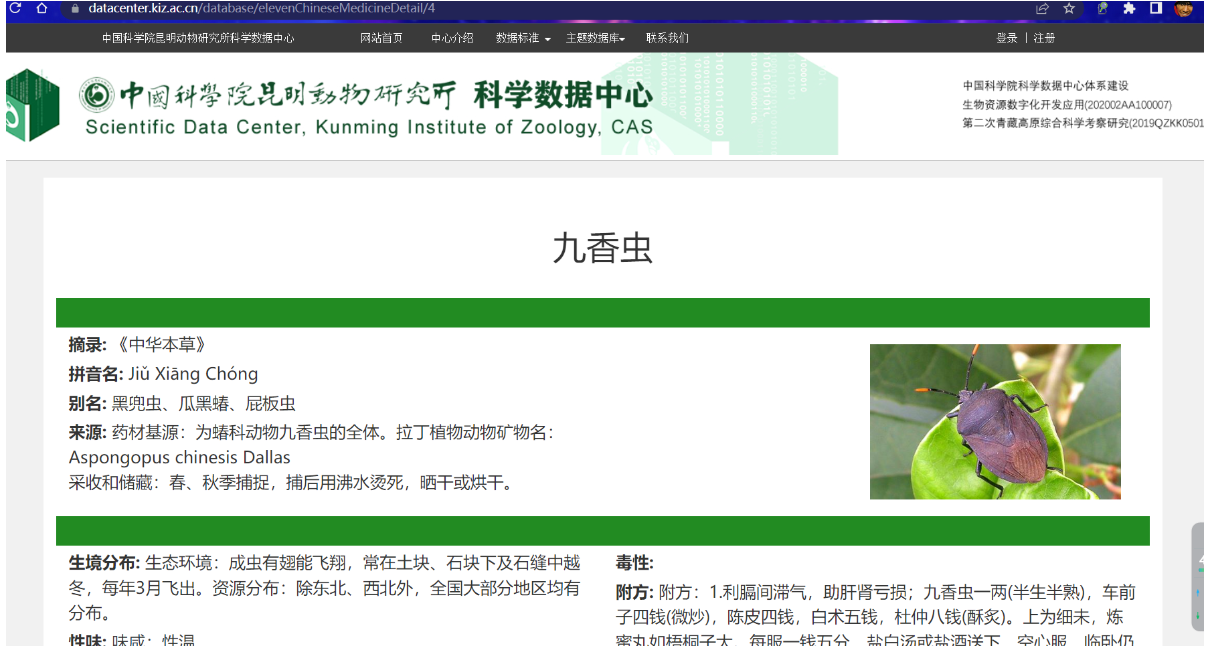 datacenter.kiz.ac.cn/database/elevenChineseMedicineDetail/4
中国科学院昆明动物研究所科学数据中心 网站首页 中心介绍 数据标准 主题数据库 联系我们 登录 | 注册
中國科學院昆明動物研究所 科学数据中心
Scientific Data Center, Kunming Institute of Zoology, CAS
中国科学院科学数据中心体系建设
生物资源数字化开发应用(202002AA100007)
第二次青藏高原综合科学考察研究(2019QZKK0501
九香虫
摘录: 《中华本草》
拼音名: Jiǔ Xiāng Chóng
别名: 黑兜虫、瓜黑蝽、屁板虫
来源: 药材基源：为蝽科动物九香虫的全体。拉丁植物动物矿物名：
Aspongopus chinesis Dallas
采收和储藏：春、秋季捕捉，捕后用沸水烫死，晒干或烘干。
生境分布: 生态环境：成虫有翅能飞翔，常在土块、石块下及石缝中越
冬，每年3月飞出。资源分布：除东北、西北外，全国大部分地区均有
分布。
性味: 味咸；性温
毒性:
附方: 附方：1.利膈间滞气，助肝肾亏损；九香虫一两(半生半熟)，车前
子四钱(微炒)，陈皮四钱，白术五钱，杜仲八钱(酥炙)。上为细末，炼
蜜丸如梧桐子大，每服一钱五分，盐白汤或盐酒送下，空心服，临卧仍